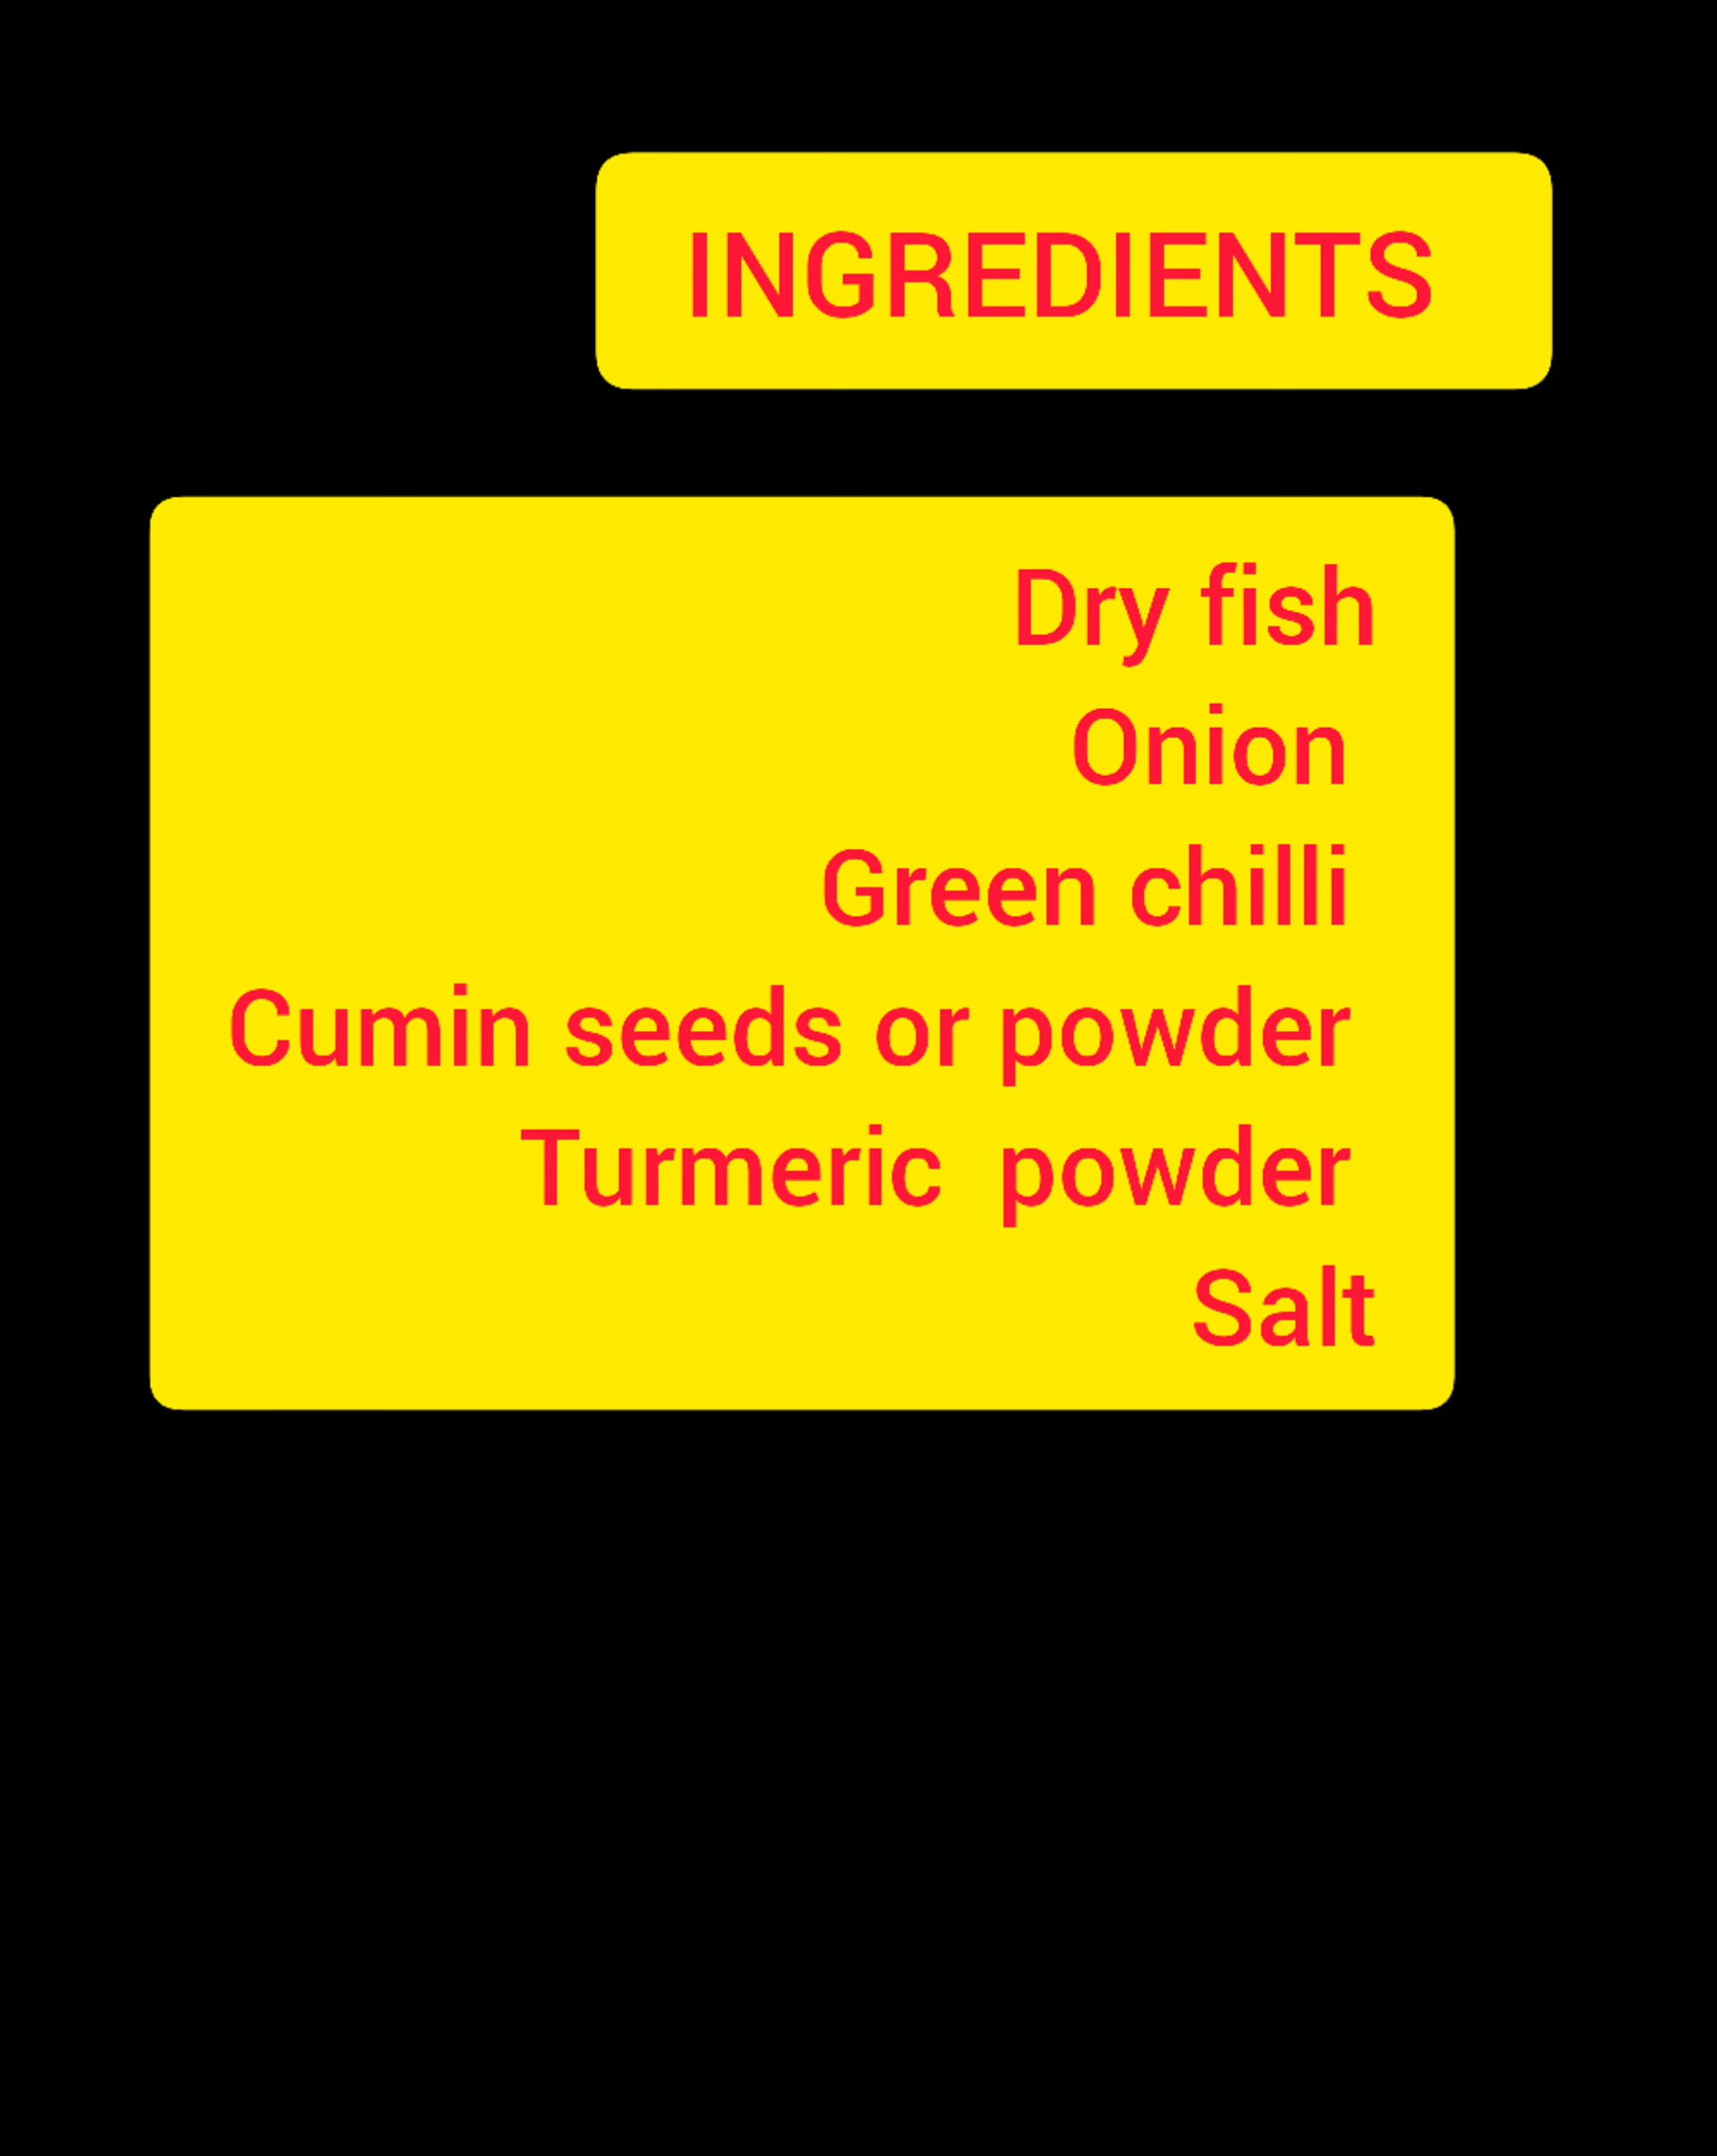 INGREDIENTS
Dry fish
Onion
Green chilli
Cumin seeds or powder
Turmeric  powder
Salt